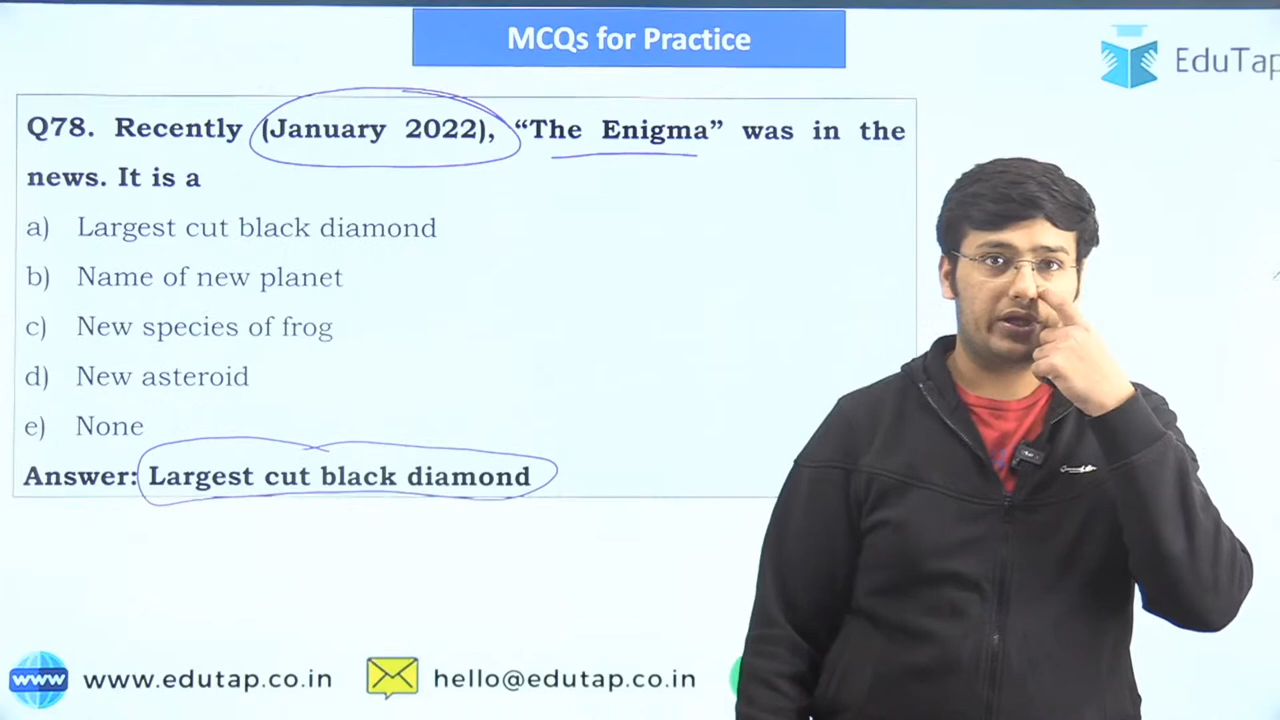 MCQs for Practice
EduTap
Q78. Recently (January 2022), “The Enigma” was in the
news. It is a
a) Largest cut black diamond
b) Name of new planet
c) New species of frog
d) New asteroid
e) None
Answer: Largest cut black diamond
www www.edutap.co.in hello@edutap.co.in